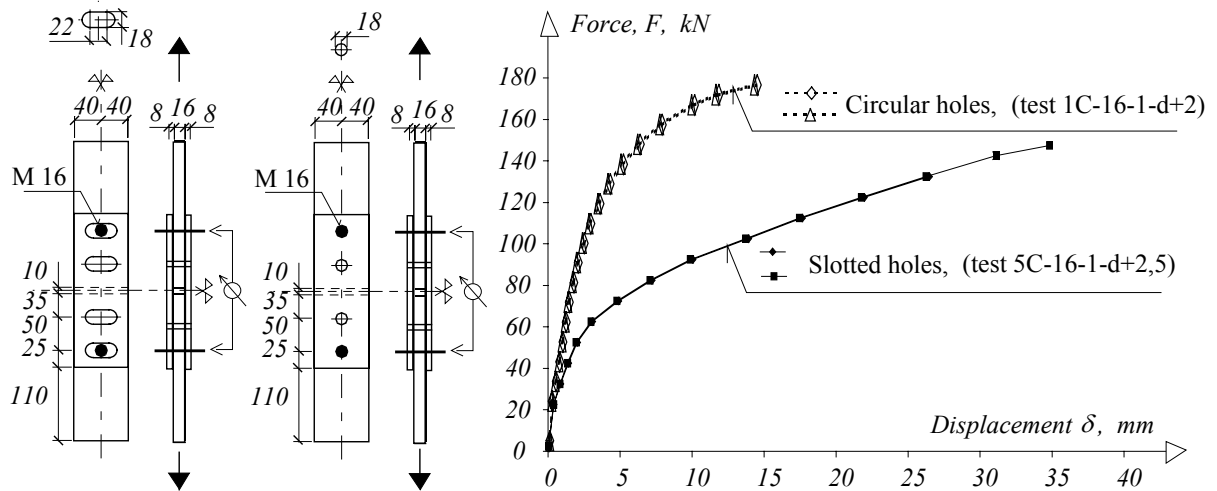 22
18
40 40
8 16 8
M 16
10
35
50
25
110
18
40 40
8 16 8
M 16
10
35
50
25
110
Force, F, kN
180
160
140
120
100
80
60
40
20
0
Circular holes, (test 1C-16-1-d+2)
Slotted holes, (test 5C-16-1-d+2,5)
Displacement δ, mm
0 5 10 15 20 25 30 35 40